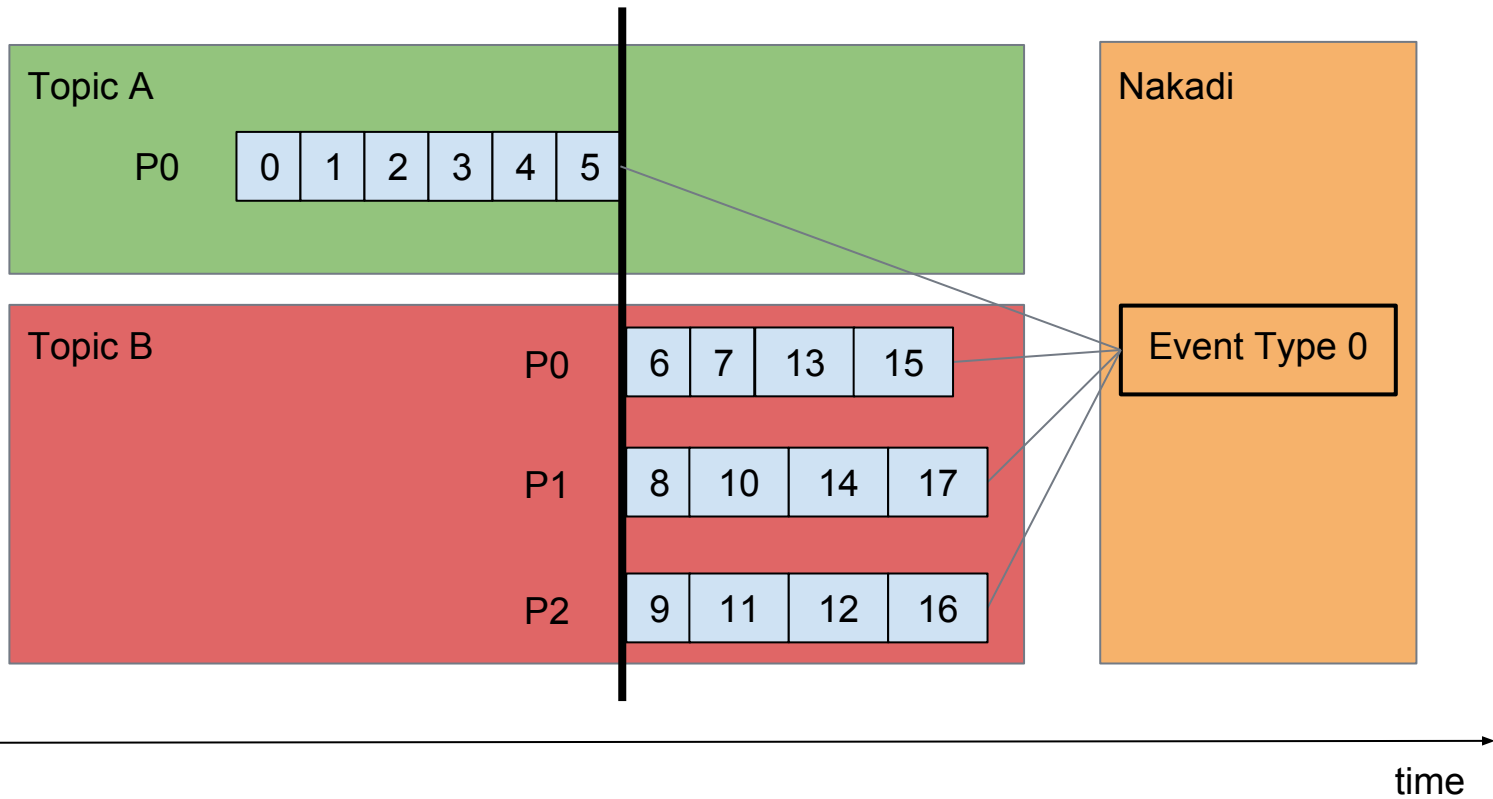 Topic A
Nakadi
P0 0 1 2 3 4 5
Topic B
P0 6 7 13 15
Event Type 0
P1 8 10 14 17
P2 9 11 12 16
time